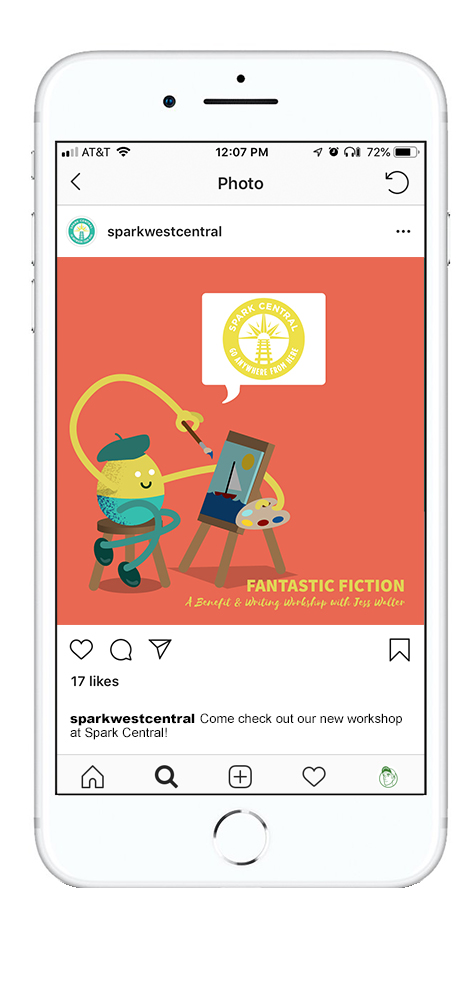 AT&T 12:07 PM 72%
Photo
sparkwestcentral
SPARK CENTRAL
GO ANYWHERE FROM HERE
FANTASTIC FICTION
A Benefit & Writing Workshop with Jess Walter
17 likes
sparkwestcentral Come check out our new workshop
at Spark Central!